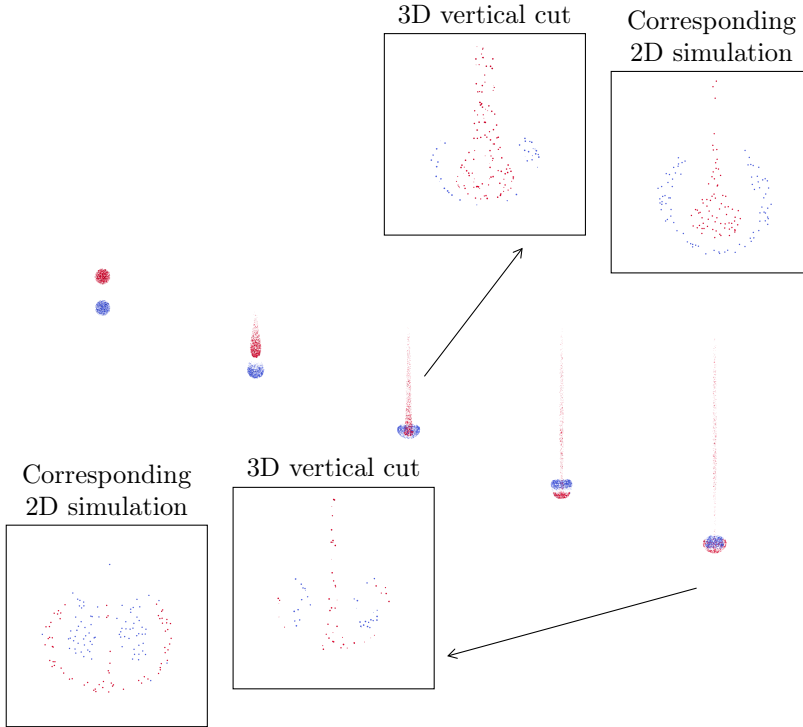 3D vertical cut
Corresponding
2D simulation
Corresponding
2D simulation
3D vertical cut